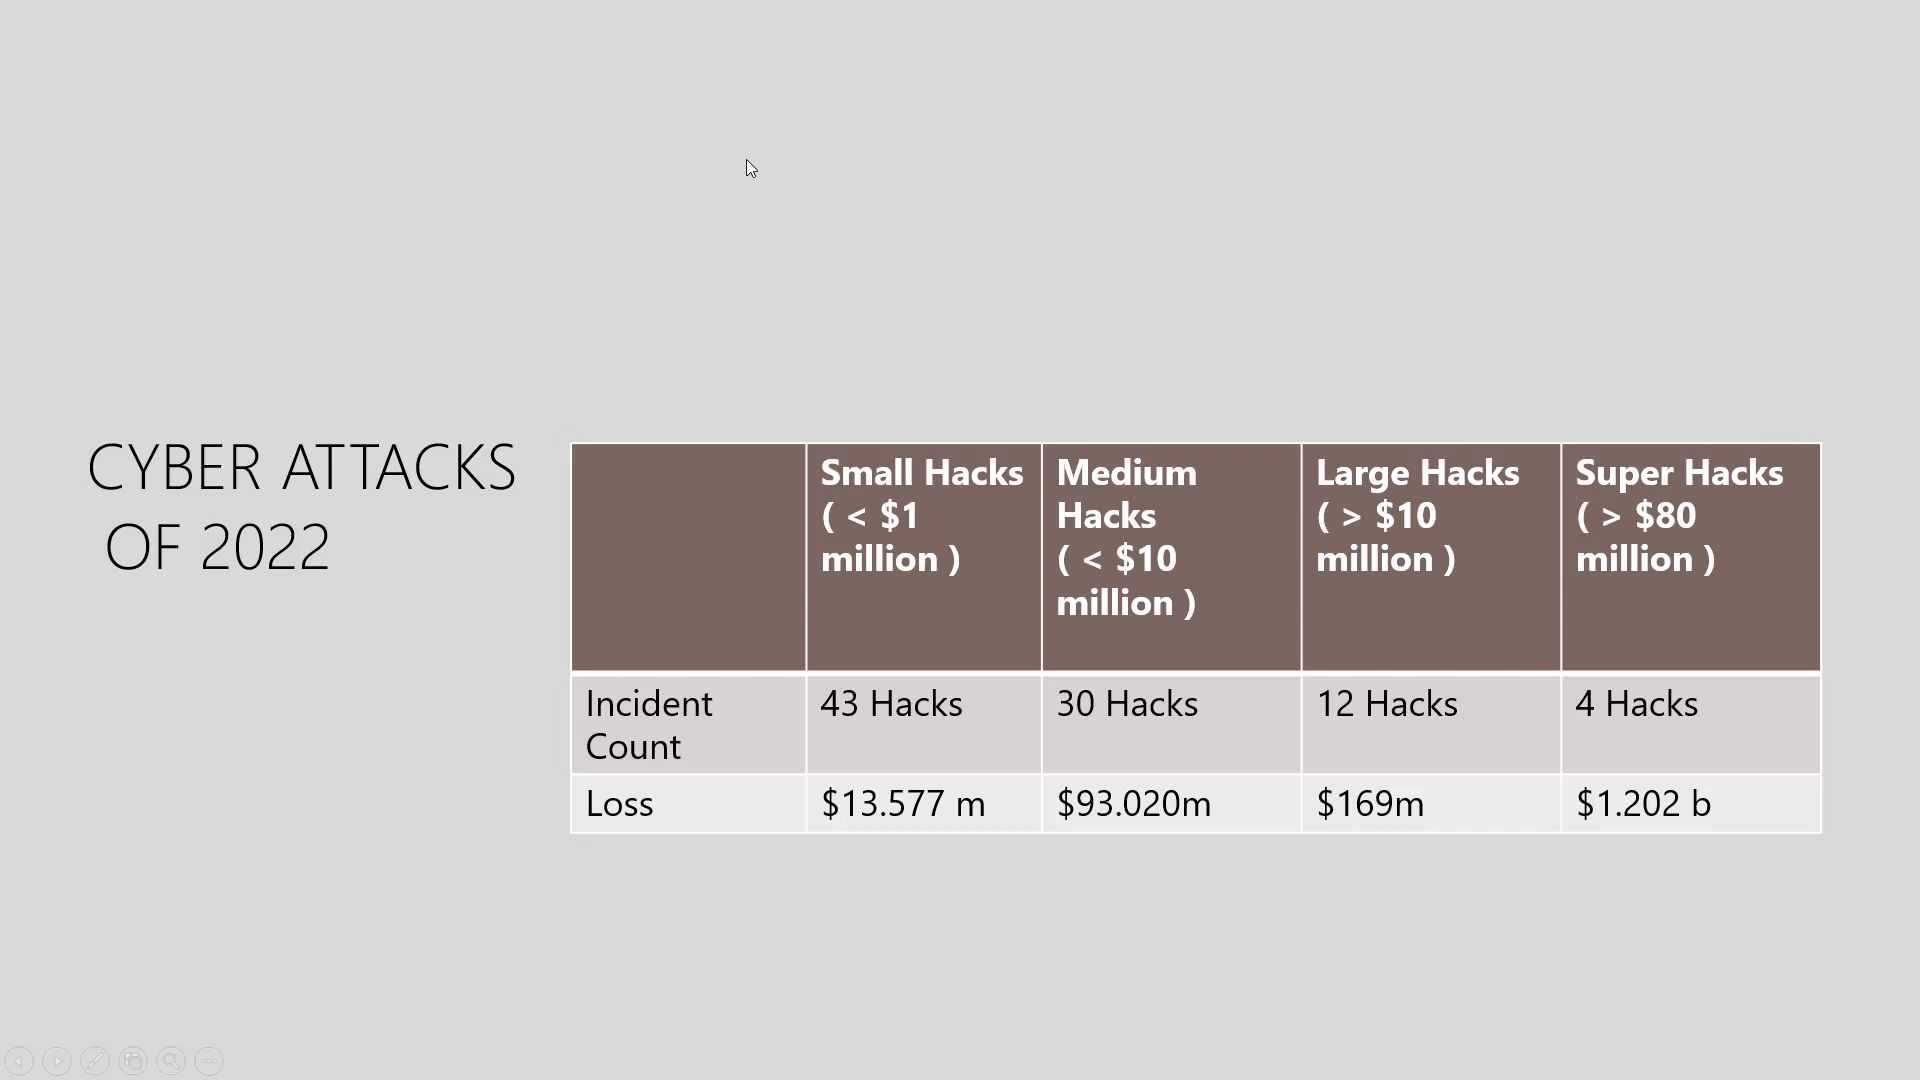 CYBER ATTACKS
OF 2022
Small Hacks
( < $1
million )
Medium
Hacks
( < $10
million )
Large Hacks
( > $10
million )
Super Hacks
( > $80
million )
Incident
Count
43 Hacks
30 Hacks
12 Hacks
4 Hacks
Loss
$13.577 m
$93.020m
$169m
$1.202 b